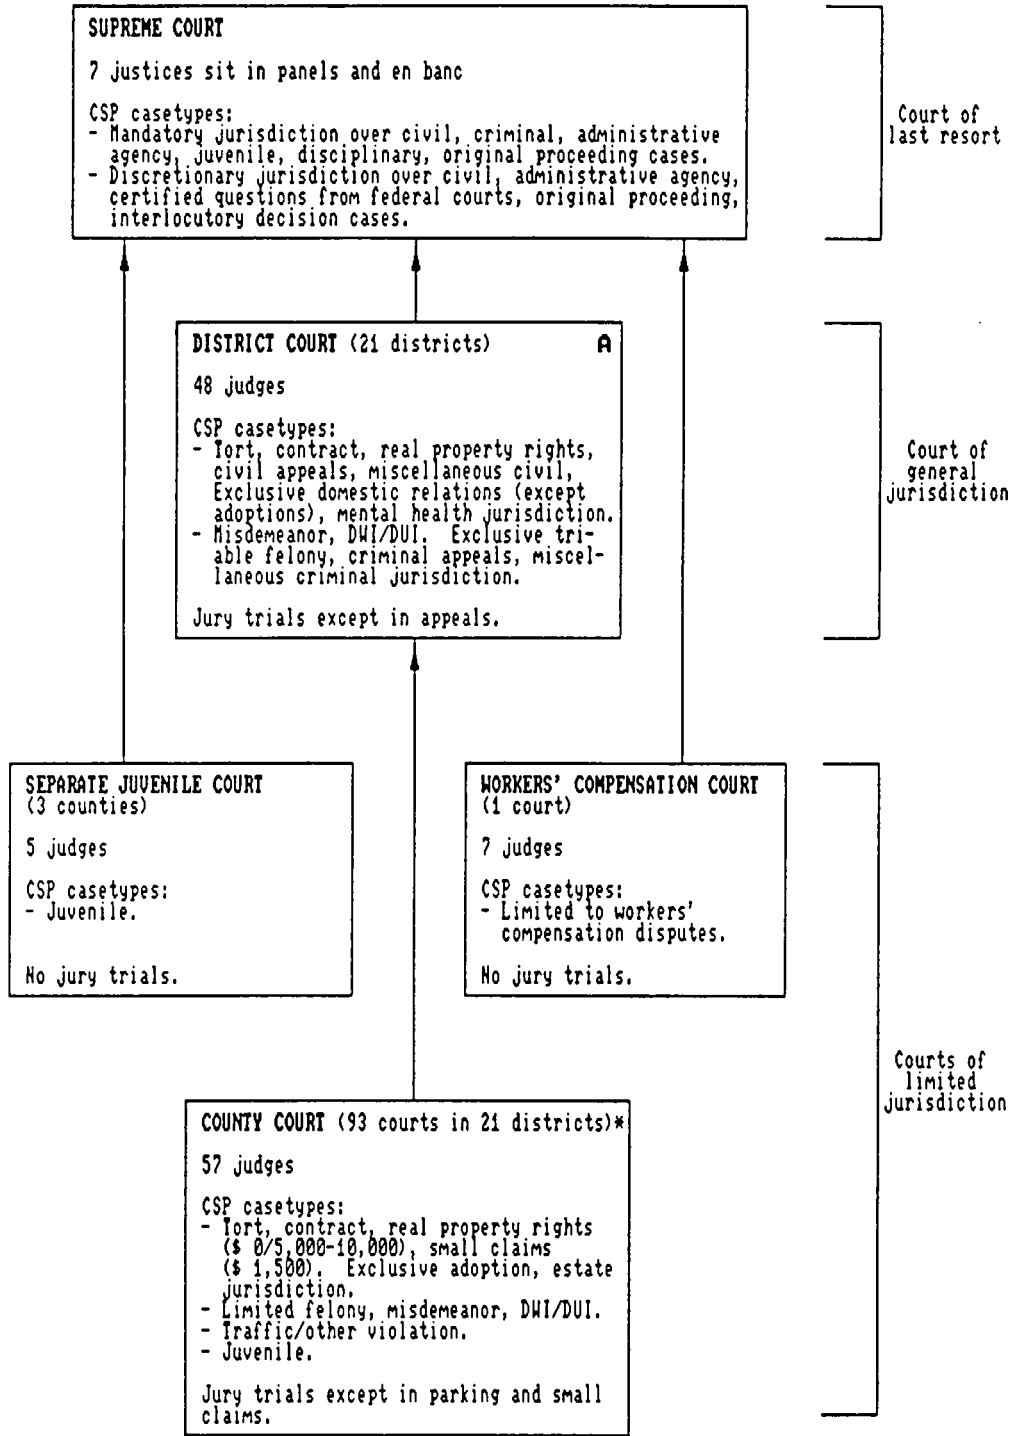 SUPREME COURT
7 justices sit in panels and en banc
CSP casetypes:
- Mandatory jurisdiction over civil, criminal, administrative
agency, juvenile, disciplinary, original proceeding cases.
- Discretionary jurisdiction over civil, administrative agency,
certified questions from federal courts, original proceeding,
interlocutory decision cases.
Court of
last resort
DISTRICT COURT (21 districts) A
48 judges
CSP casetypes:
- Tort, contract, real property rights,
civil appeals, miscellaneous civil,
Exclusive domestic relations (except
adoptions), mental health jurisdiction.
- Misdemeanor, DWI/DUI. Exclusive tri-
able felony, criminal appeals, miscel-
laneous criminal jurisdiction.
Jury trials except in appeals.
Court of
general
jurisdiction
SEPARATE JUVENILE COURT
(3 counties)
5 judges
CSP casetypes:
- Juvenile.
No jury trials.
WORKERS' COMPENSATION COURT
(1 court)
7 judges
CSP casetypes:
- Limited to workers'
compensation disputes.
No jury trials.
COUNTY COURT (93 courts in 21 districts)*
57 judges
CSP casetypes:
- Tort, contract, real property rights
($ 0/5,000-10,000), small claims
($ 1,500). Exclusive adoption, estate
jurisdiction.
- Limited felony, misdemeanor, DWI/DUI.
- Traffic/other violation.
- Juvenile.
Jury trials except in parking and small
claims.
Courts of
limited
jurisdiction